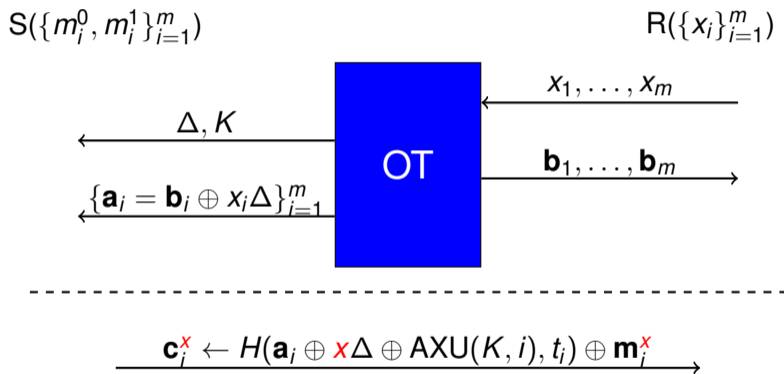 S({m_i^0, m_i^1}_{i=1}^m)
R({x_i}_{i=1}^m)
x_1, . . . , x_m
Δ, K
OT
b_1, . . . , b_m
{a_i = b_i ⊕ x_iΔ}_{i=1}^m
c_i^x ← H(a_i ⊕ xΔ ⊕ AXU(K, i), t_i) ⊕ m_i^x